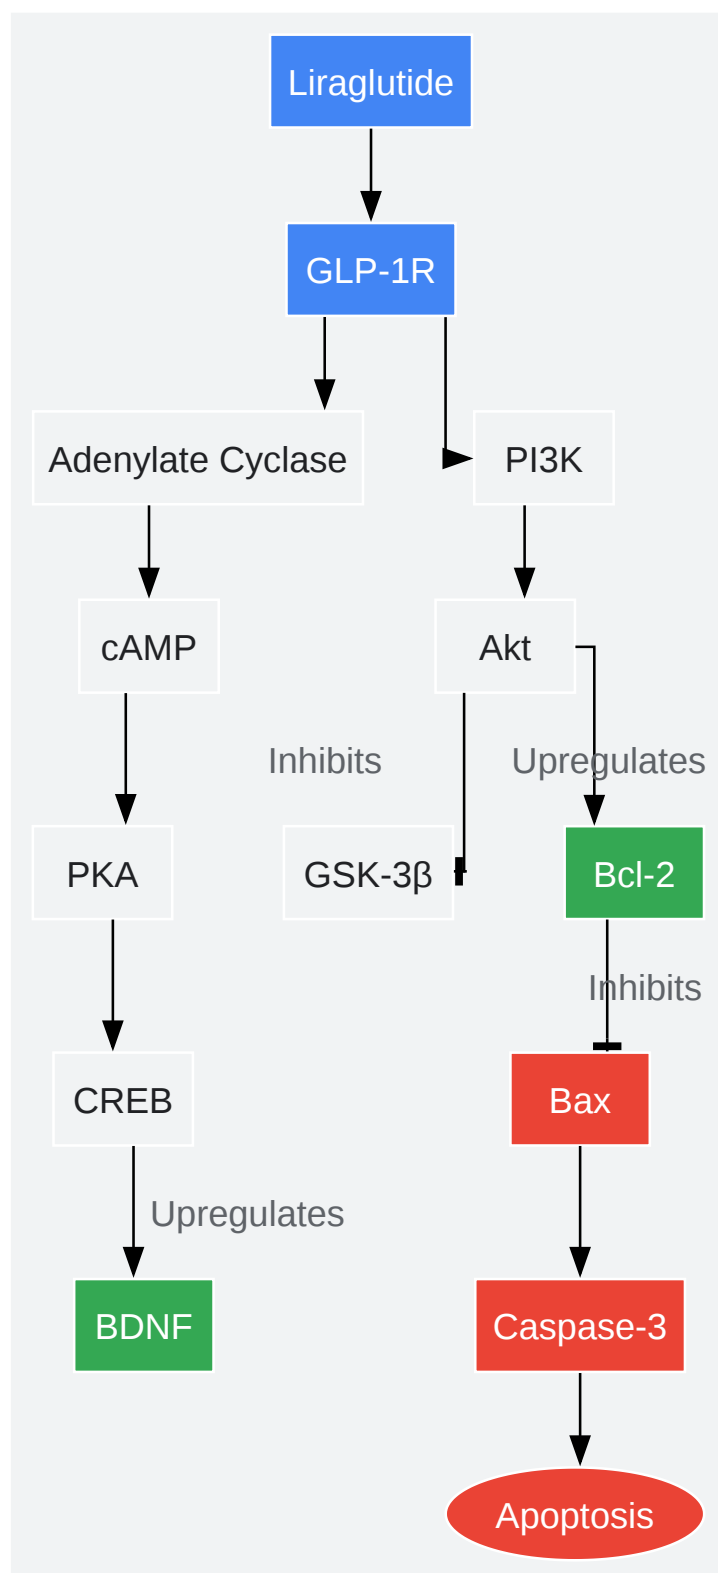 Liraglutide
GLP-1R
Adenylate Cyclase
PI3K
cAMP
Akt
Inhibits
Upregulates
PKA
GSK-3β
Bcl-2
Inhibits
CREB
Bax
Upregulates
BDNF
Caspase-3
Apoptosis